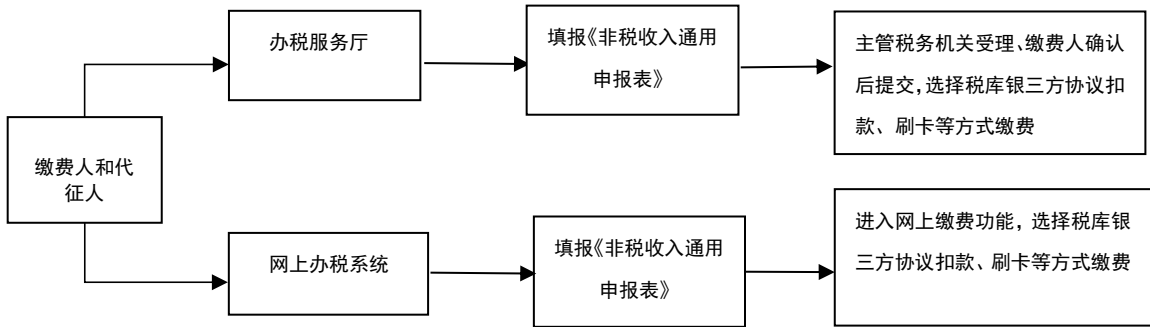 办税服务厅
填报《非税收入通用
申报表》
主管税务机关受理、缴费人确认
后提交，选择税库银三方协议扣
款、刷卡等方式缴费
缴费人和代
征人
网上办税系统
填报《非税收入通用
申报表》
进入网上缴费功能，选择税库银
三方协议扣款、刷卡等方式缴费